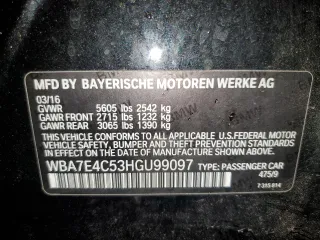 MFD BY BAYERISCHE MOTOREN WERKE AG
03/16
GVWR 5605 lbs 2542 kg
GAWR FRONT 2715 lbs 1232 kg
GAWR REAR 3065 lbs 1390 kg
THIS VEHICLE CONFORMS TO ALL APPLICABLE U.S. FEDERAL MOTOR
VEHICLE SAFETY, BUMPER, AND THEFT PREVENTION STANDARDS IN
EFFECT ON THE DATE OF MANUFACTURE SHOWN ABOVE.
WBA7E4C53HGU99097 TYPE: PASSENGER CAR
475/9